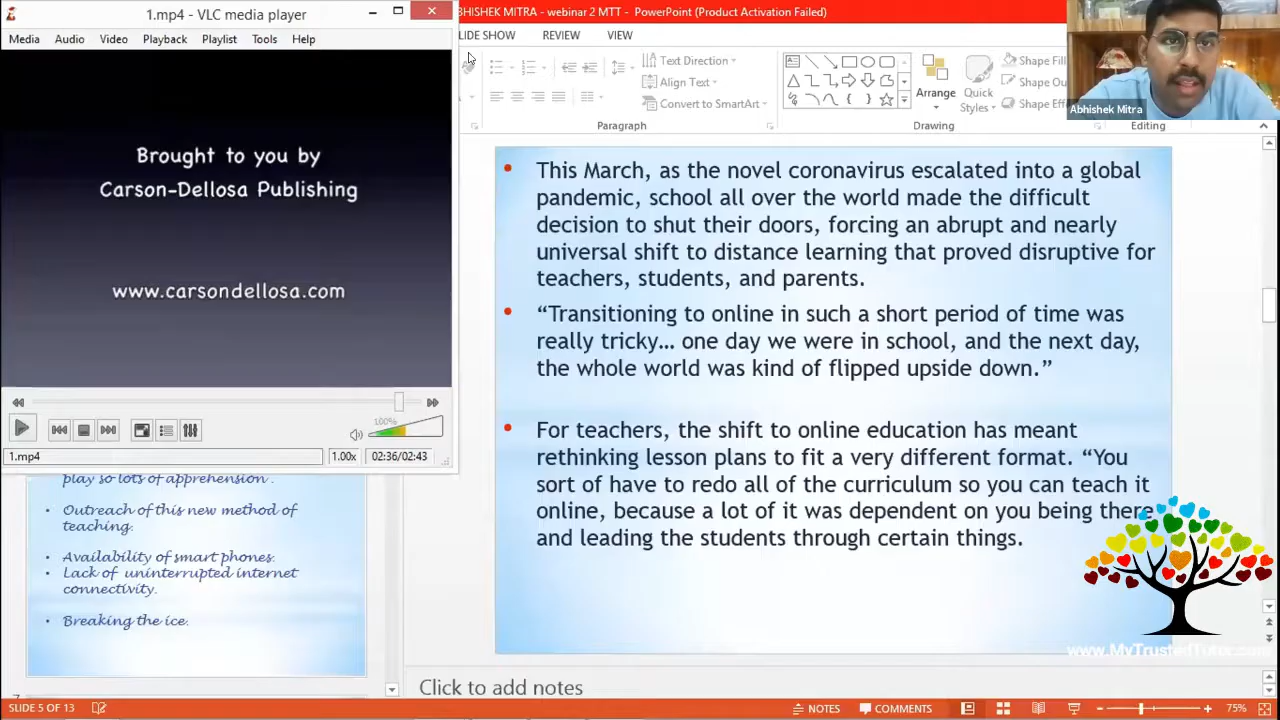 1.mp4 - VLC media player
Media Audio Video Playback Playlist Tools Help
Brought to you by
Carson-Dellosa Publishing
www.carsondellosa.com
100%
1.mp4 1.00x 02:36/02:43
ABHISHEK MITRA - webinar 2 MTT - PowerPoint (Product Activation Failed)
LIDE SHOW REVIEW VIEW
Text Direction
Align Text
Convert to SmartArt
Paragraph
Arrange
Quick
Styles
Shape Fill
Shape Ou
Shape Effe
Drawing
Editing
Abhishek Mitra
• This March, as the novel coronavirus escalated into a global
pandemic, school all over the world made the difficult
decision to shut their doors, forcing an abrupt and nearly
universal shift to distance learning that proved disruptive for
teachers, students, and parents.
• “Transitioning to online in such a short period of time was
really tricky… one day we were in school, and the next day,
the whole world was kind of flipped upside down.”
• For teachers, the shift to online education has meant
rethinking lesson plans to fit a very different format. “You
sort of have to redo all of the curriculum so you can teach it
online, because a lot of it was dependent on you being there
and leading the students through certain things.
play so lots of apprehension .
• Outreach of this new method of
teaching.
• Availability of smart phones.
• Lack of uninterrupted internet
connectivity.
• Breaking the ice.
www.MyTrustedTutor.com
Click to add notes
SLIDE 5 OF 13
NOTES COMMENTS 75%